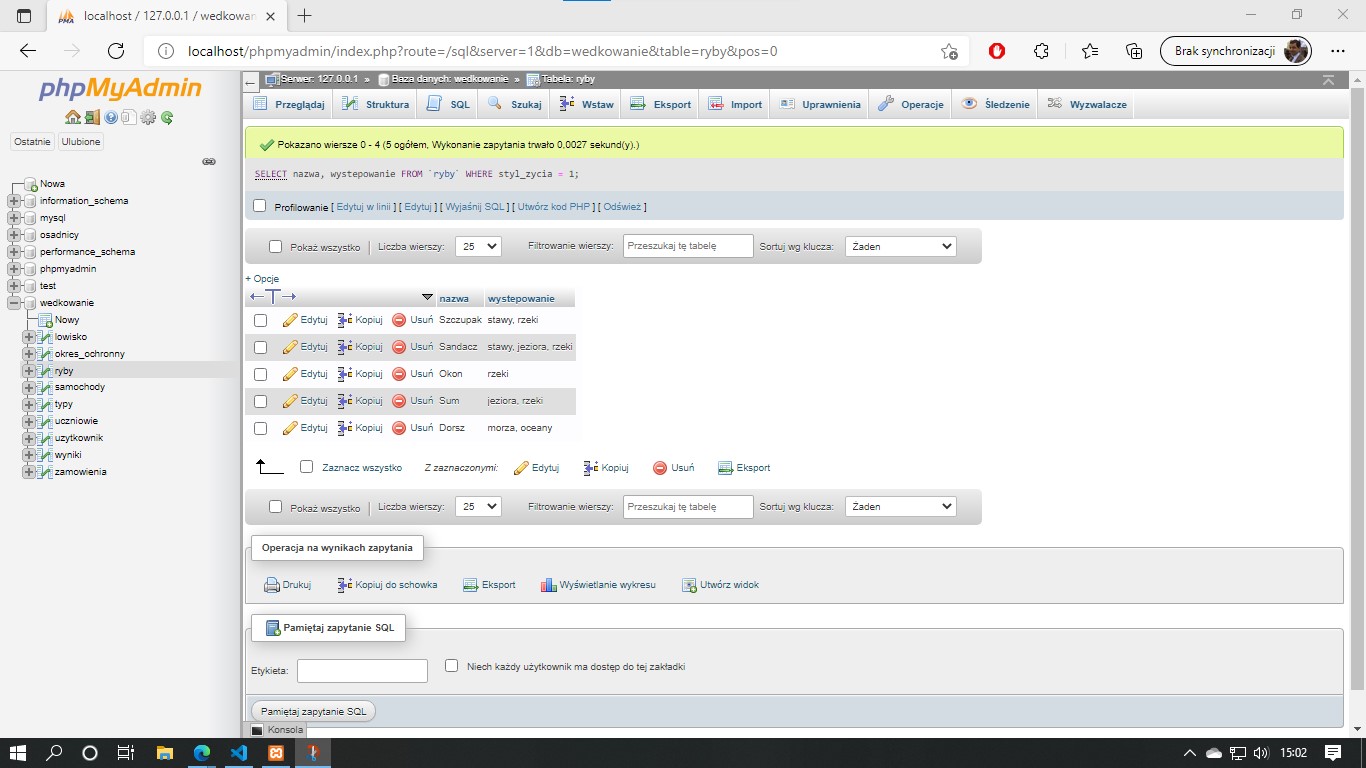 localhost / 127.0.0.1 / wedkowan
localhost/phpmyadmin/index.php?route=/sql&server=1&db=wedkowanie&table=ryby&pos=0
Brak synchronizacji
phpMyAdmin
Ostatnie Ulubione
Nowa
information_schema
mysql
osadnicy
performance_schema
phpmyadmin
test
wedkowanie
Nowy
lowisko
okres_ochronny
ryby
samochody
typy
uczniowie
uzytkownik
wyniki
zamowienia
Serwer: 127.0.0.1 » Baza danych: wedkowanie » Tabela: ryby
Przeglądaj Struktura SQL Szukaj Wstaw Eksport Import Uprawnienia Operacje Śledzenie Wyzwalacze
Pokazano wiersze 0 - 4 (5 ogółem, Wykonanie zapytania trwało 0,0027 sekund(y).)
SELECT nazwa, wystepowanie FROM `ryby` WHERE styl_zycia = 1;
Profilowanie [ Edytuj w linii ] [ Edytuj ] [ Wyjaśnij SQL ] [ Utwórz kod PHP ] [ Odśwież ]
Pokaż wszystko | Liczba wierszy: 25 Filtrowanie wierszy: Przeszukaj tę tabelę Sortuj wg klucza: Żaden
+ Opcje
←T→ nazwa wystepowanie
Edytuj Kopiuj Usuń Szczupak stawy, rzeki
Edytuj Kopiuj Usuń Sandacz stawy, jeziora, rzeki
Edytuj Kopiuj Usuń Okon rzeki
Edytuj Kopiuj Usuń Sum jeziora, rzeki
Edytuj Kopiuj Usuń Dorsz morza, oceany
Zaznacz wszystko Z zaznaczonymi: Edytuj Kopiuj Usuń Eksport
Pokaż wszystko | Liczba wierszy: 25 Filtrowanie wierszy: Przeszukaj tę tabelę Sortuj wg klucza: Żaden
Operacja na wynikach zapytania
Drukuj Kopiuj do schowka Eksport Wyświetlanie wykresu Utwórz widok
Pamiętaj zapytanie SQL
Etykieta: Niech każdy użytkownik ma dostęp do tej zakładki
Pamiętaj zapytanie SQL
Konsola
15:02